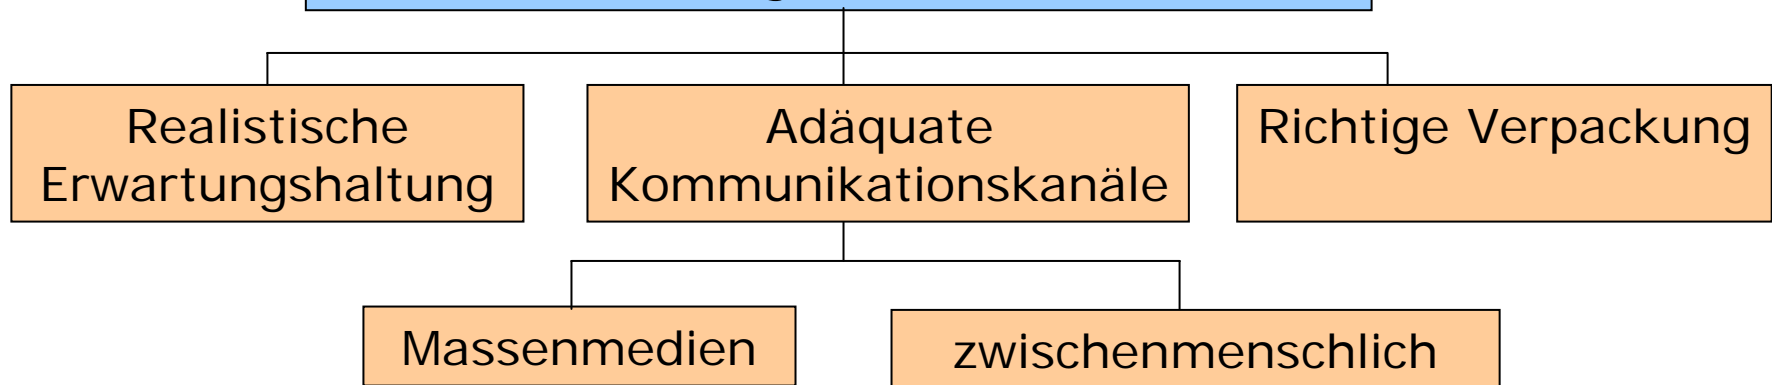 Realistische
Erwartungshaltung
Adäquate
Kommunikationskanäle
Richtige Verpackung
Massenmedien
zwischenmenschlich